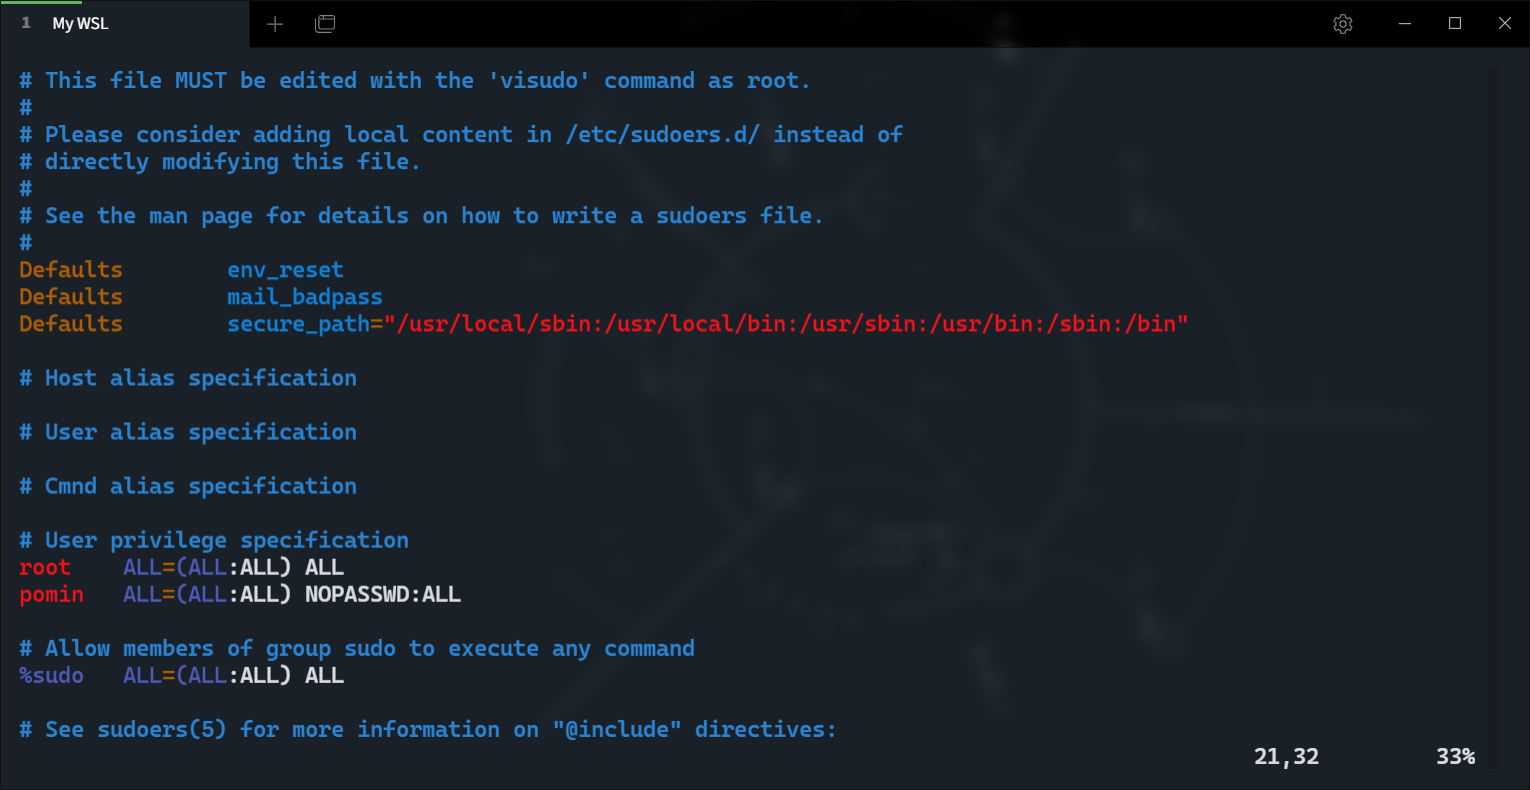 1 My WSL
# This file MUST be edited with the 'visudo' command as root.
#
# Please consider adding local content in /etc/sudoers.d/ instead of
# directly modifying this file.
#
# See the man page for details on how to write a sudoers file.
#
Defaults        env_reset
Defaults        mail_badpass
Defaults        secure_path="/usr/local/sbin:/usr/local/bin:/usr/sbin:/usr/bin:/sbin:/bin"
# Host alias specification
# User alias specification
# Cmnd alias specification
# User privilege specification
root    ALL=(ALL:ALL) ALL
pomin   ALL=(ALL:ALL) NOPASSWD:ALL
# Allow members of group sudo to execute any command
%sudo   ALL=(ALL:ALL) ALL
# See sudoers(5) for more information on "@include" directives:
21,32         33%